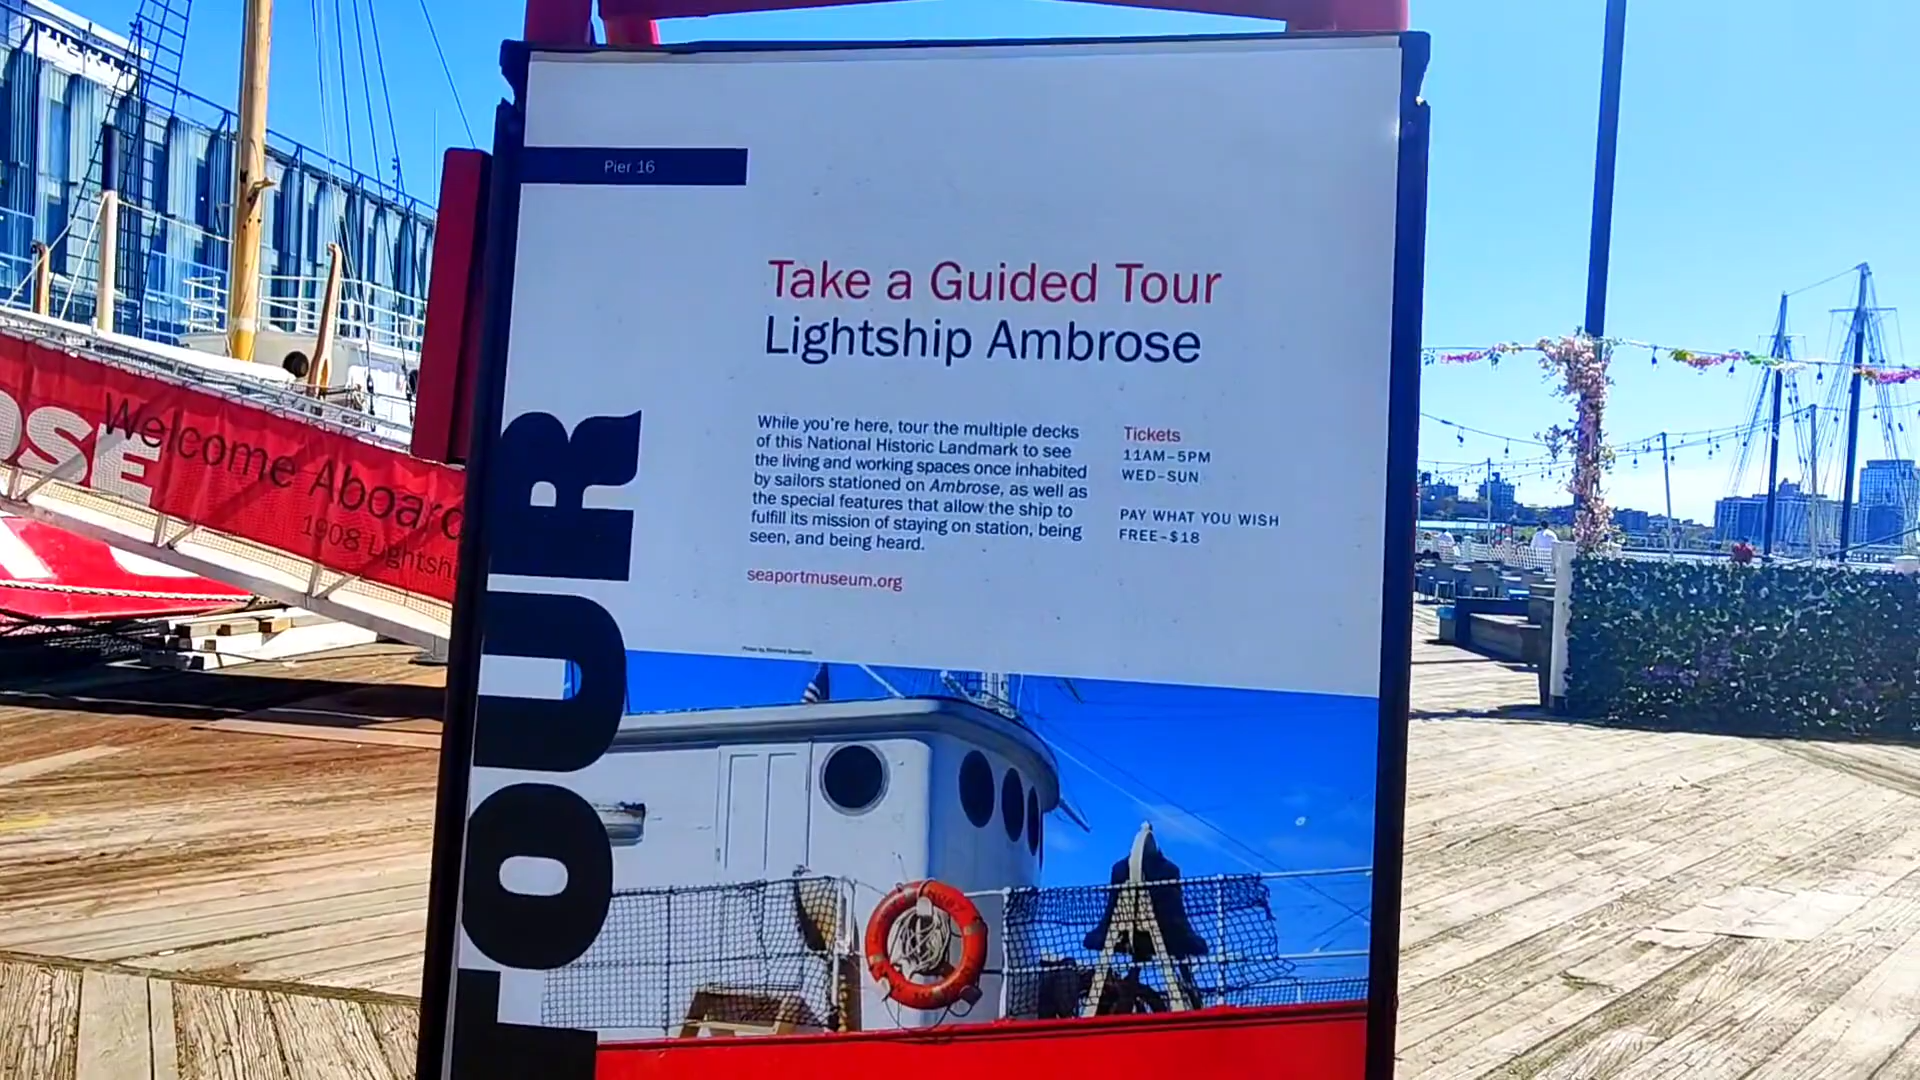 Pier 16
Take a Guided Tour
Lightship Ambrose
While you're here, tour the multiple decks
of this National Historic Landmark to see
the living and working spaces once inhabited
by sailors stationed on Ambrose, as well as
the special features that allow the ship to
fulfill its mission of staying on station, being
seen, and being heard.
seaportmuseum.org
Tickets
11AM–5PM
WED–SUN
PAY WHAT YOU WISH
FREE–$18
TOUR
OSE
Welcome Aboard
1908 Lightsh